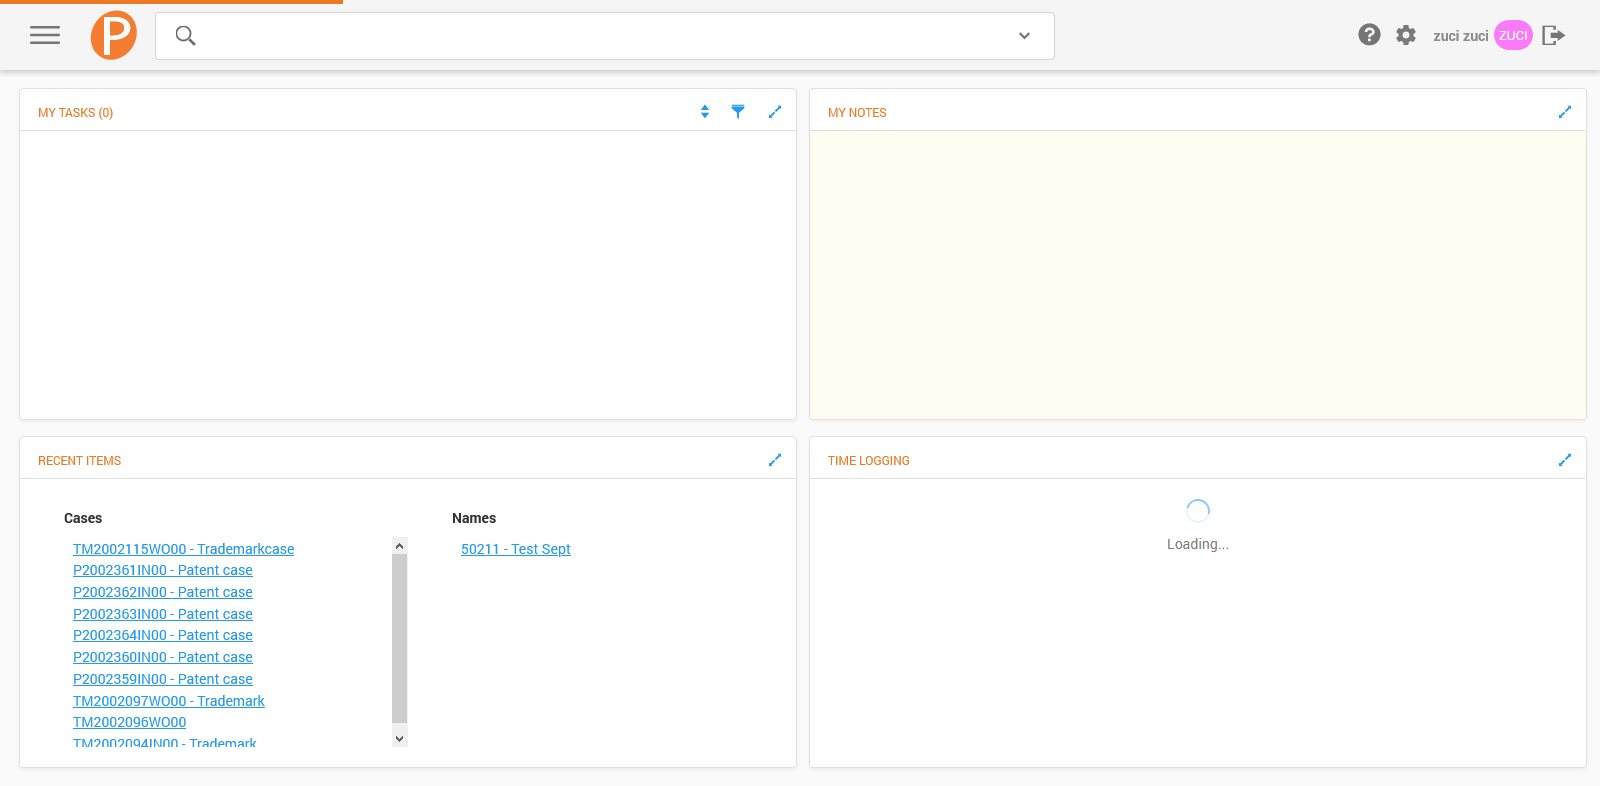 P
zuci zuci
ZUCI
MY TASKS (0)
MY NOTES
RECENT ITEMS
Cases
TM2002115WO00 - Trademarkcase
P2002361IN00 - Patent case
P2002362IN00 - Patent case
P2002363IN00 - Patent case
P2002364IN00 - Patent case
P2002360IN00 - Patent case
P2002359IN00 - Patent case
TM2002097WO00 - Trademark
TM2002096WO00
TM2002094IN00 - Trademark
Names
50211 - Test Sept
TIME LOGGING
Loading...